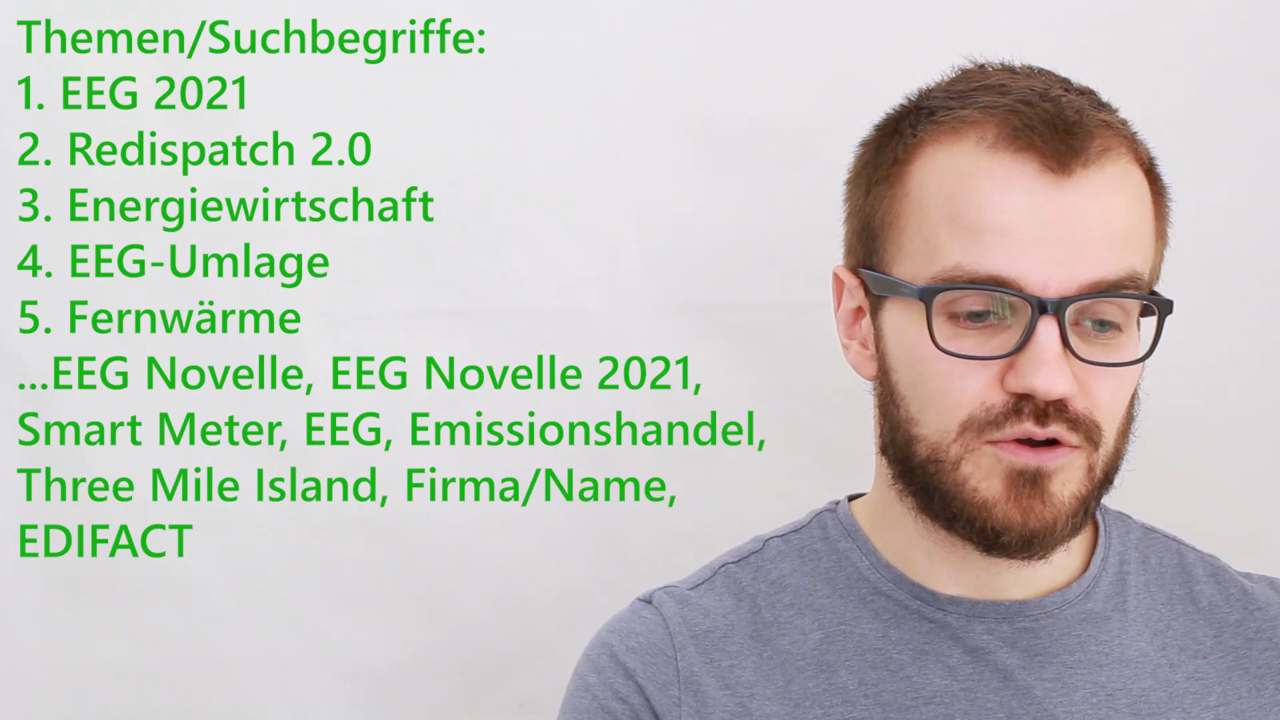 Themen/Suchbegriffe:
1. EEG 2021
2. Redispatch 2.0
3. Energiewirtschaft
4. EEG-Umlage
5. Fernwärme
...EEG Novelle, EEG Novelle 2021,
Smart Meter, EEG, Emissionshandel,
Three Mile Island, Firma/Name,
EDIFACT